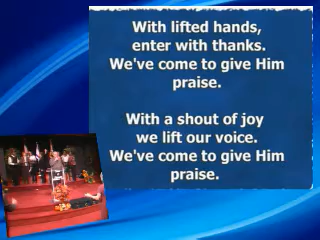 With lifted hands,
enter with thanks.
We've come to give Him
praise.
With a shout of joy
we lift our voice.
We've come to give Him
praise.